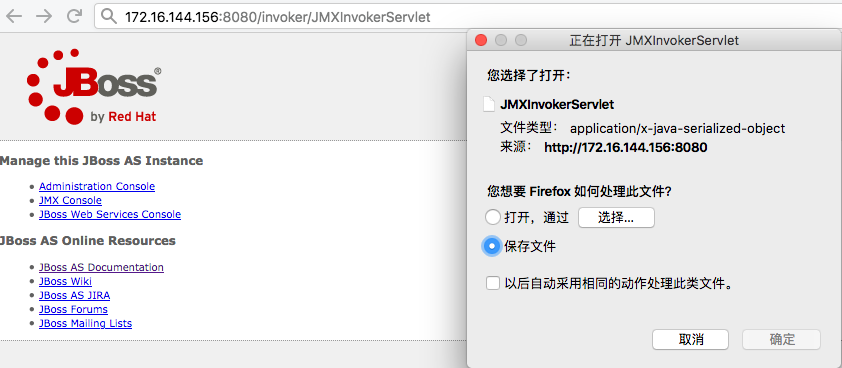 172.16.144.156:8080/invoker/JMXInvokerServlet
JBoss®
by Red Hat
Manage this JBoss AS Instance
Administration Console
JMX Console
JBoss Web Services Console
JBoss AS Online Resources
JBoss AS Documentation
JBoss Wiki
JBoss AS JIRA
JBoss Forums
JBoss Mailing Lists
正在打开 JMXInvokerServlet
您选择了打开：
JMXInvokerServlet
文件类型： application/x-java-serialized-object
来源： http://172.16.144.156:8080
您想要 Firefox 如何处理此文件?
打开，通过 选择...
保存文件
以后自动采用相同的动作处理此类文件。
取消 确定